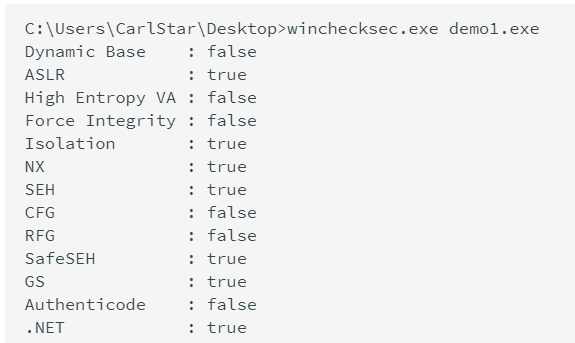 C:\Users\CarlStar\Desktop>winchecksec.exe demo1.exe
Dynamic Base    : false
ASLR            : true
High Entropy VA : false
Force Integrity : false
Isolation       : true
NX              : true
SEH             : true
CFG             : false
RFG             : false
SafeSEH         : true
GS              : true
Authenticode    : false
.NET            : true